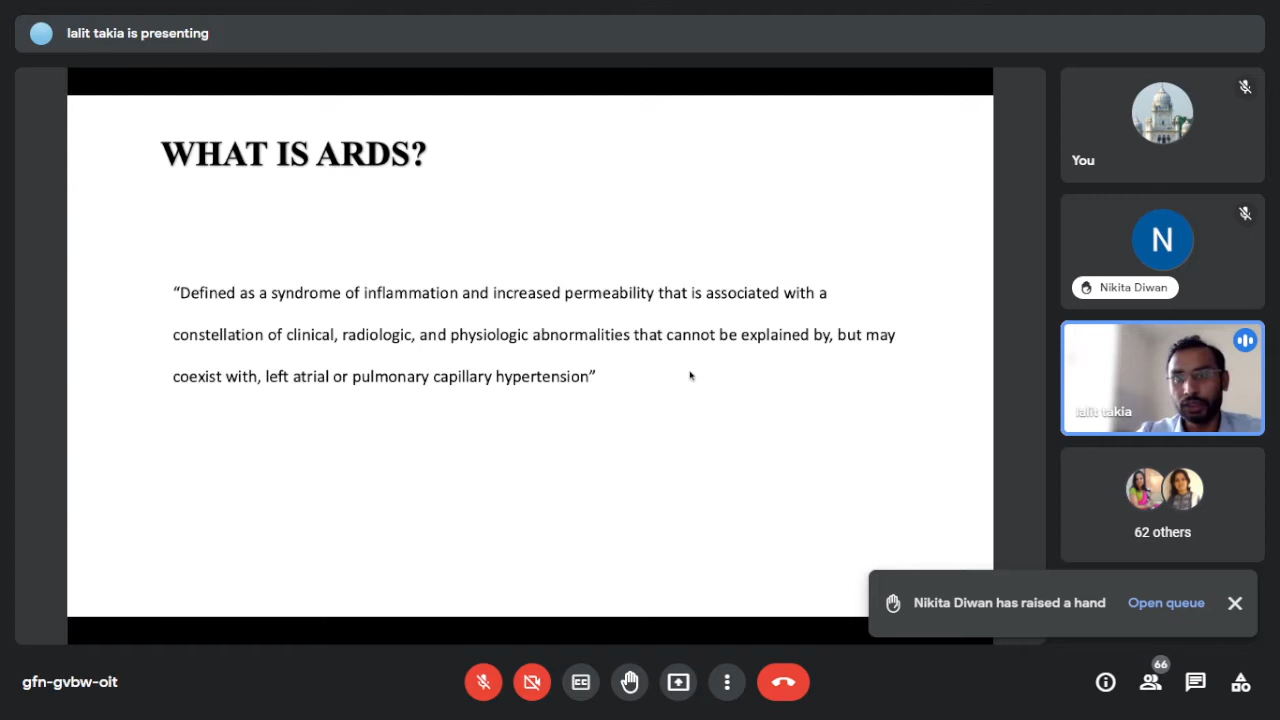 lalit takia is presenting
WHAT IS ARDS?
“Defined as a syndrome of inflammation and increased permeability that is associated with a
constellation of clinical, radiologic, and physiologic abnormalities that cannot be explained by, but may
coexist with, left atrial or pulmonary capillary hypertension”
You
N
Nikita Diwan
lalit takia
62 others
Nikita Diwan has raised a hand Open queue
gfn-gvbw-oit
CC
66